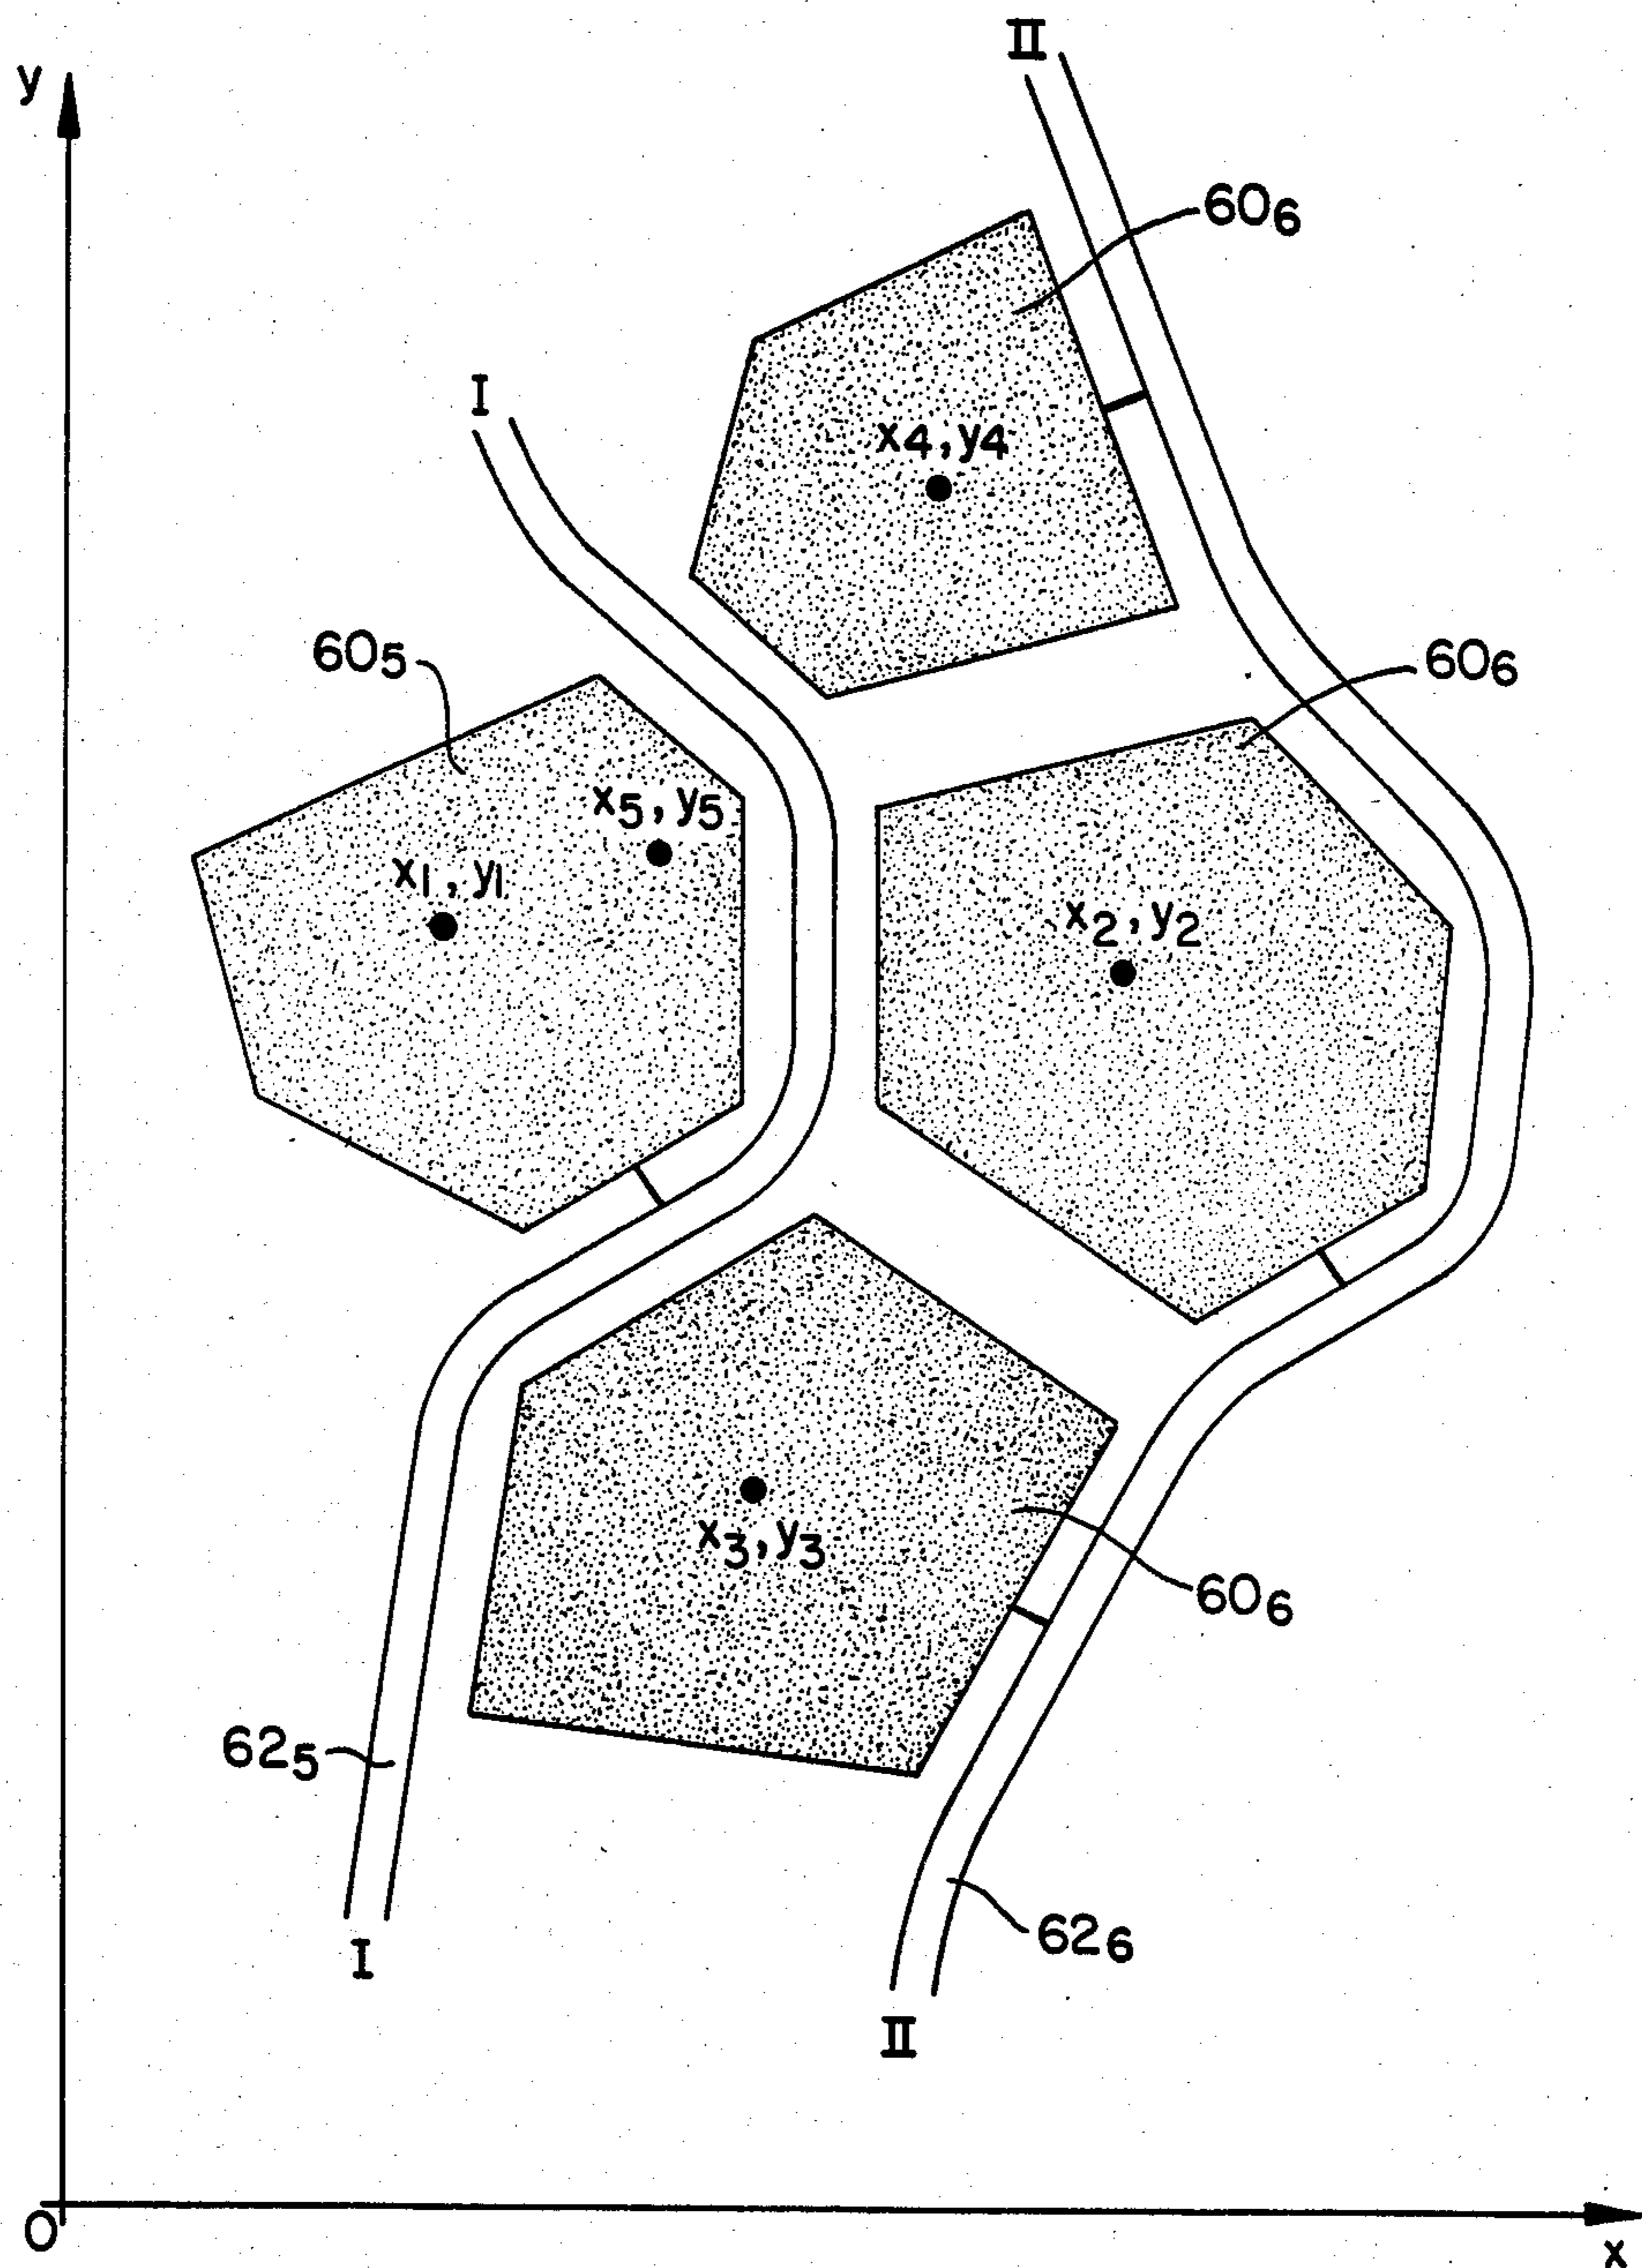 II
y
60₆
I
x₄,y₄
60₅
60₆
x₅,y₅
x₁,y₁
x₂,y₂
x₃,y₃
60₆
62₅
62₆
I
II
O
x